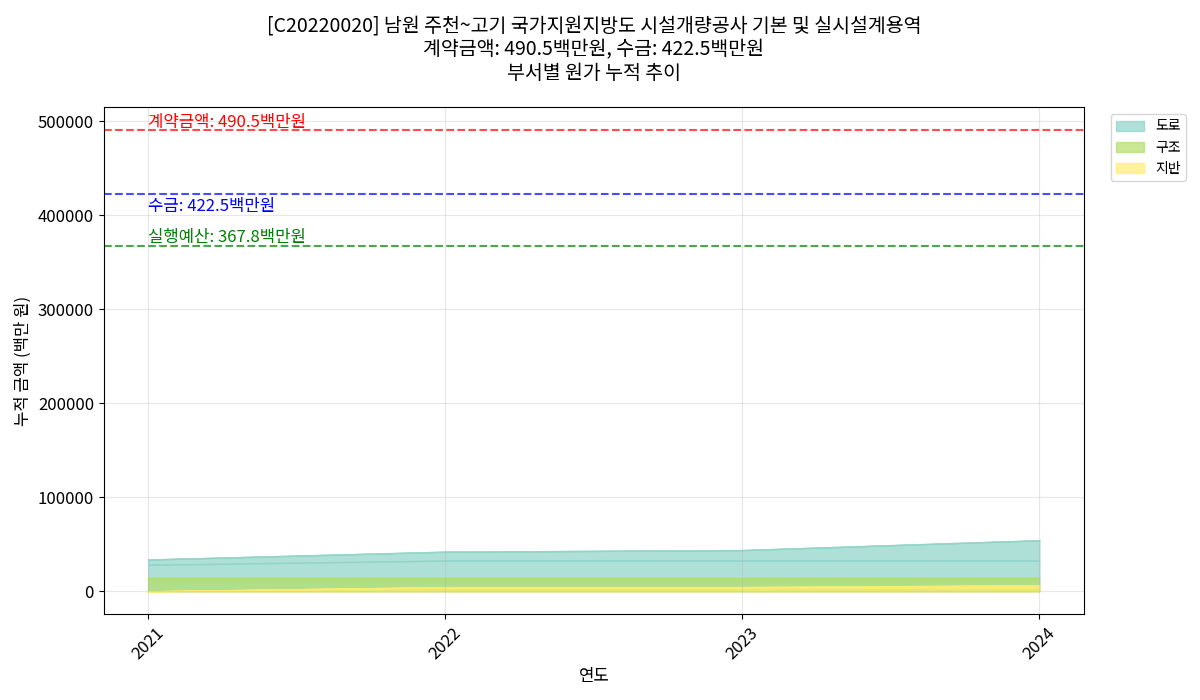 [C20220020] 남원 주천~고기 국가지원지방도 시설개량공사 기본 및 실시설계용역
계약금액: 490.5백만원, 수금: 422.5백만원
부서별 원가 누적 추이
500000
400000
300000
200000
100000
0
누적 금액 (백만 원)
계약금액: 490.5백만원
수금: 422.5백만원
실행예산: 367.8백만원
도로
구조
지반
2021
2022
2023
2024
연도